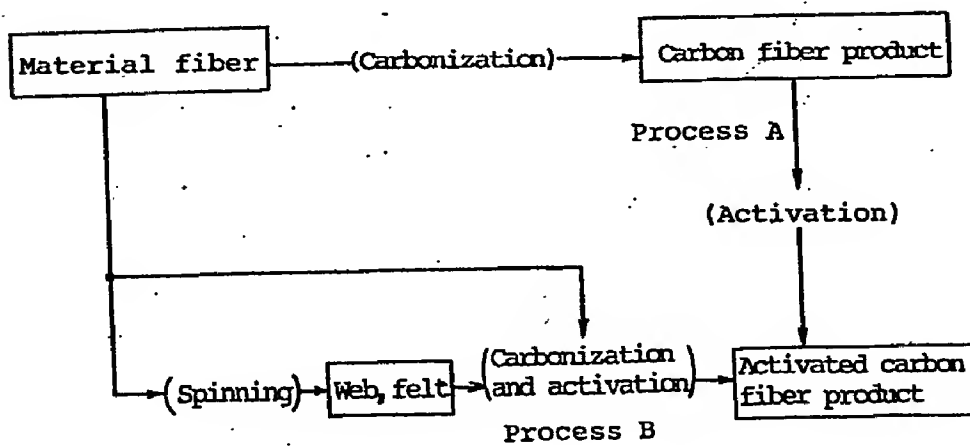 Material fiber
(Carbonization)
Carbon fiber product
Process A
(Activation)
(Spinning)
Web, felt
(Carbonization
and activation)
Activated carbon
fiber product
Process B